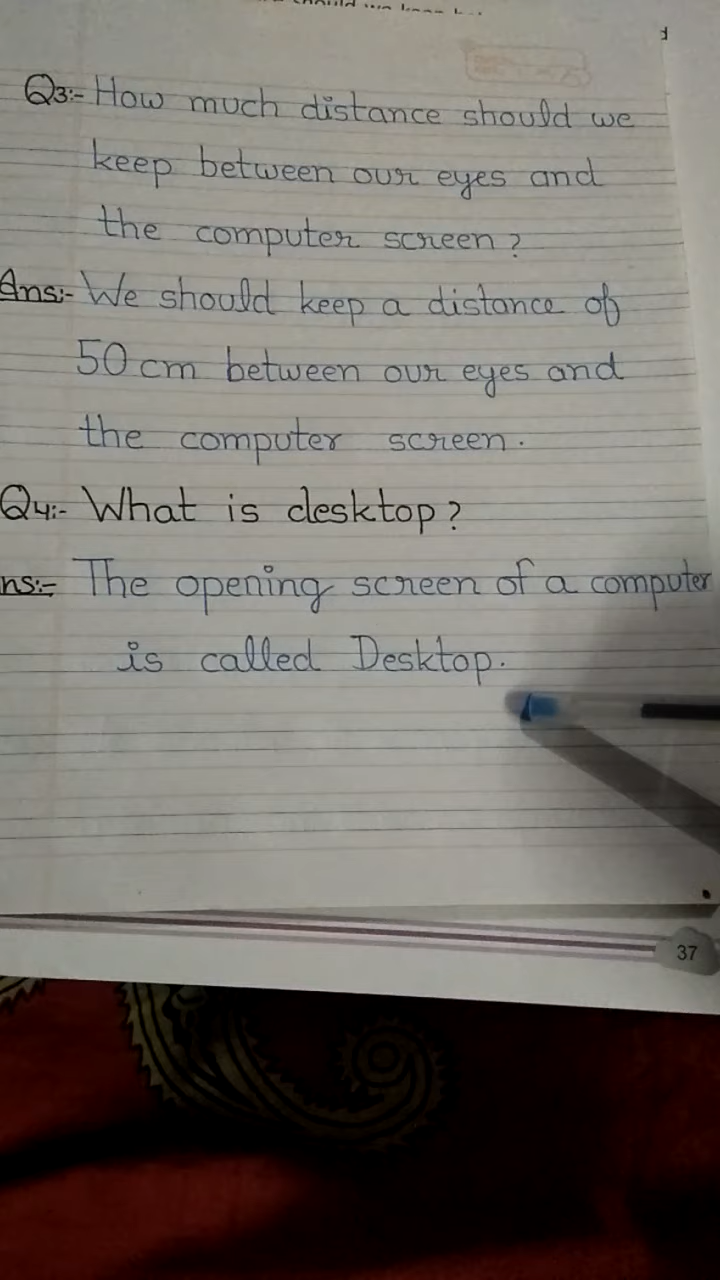 Q3:- How much distance should we
keep between our eyes and
the computer screen?
Ans:- We should keep a distance of
50 cm between our eyes and
the computer screen.
Q4:- What is desktop?
ns:- The opening screen of a computer
is called Desktop.
37